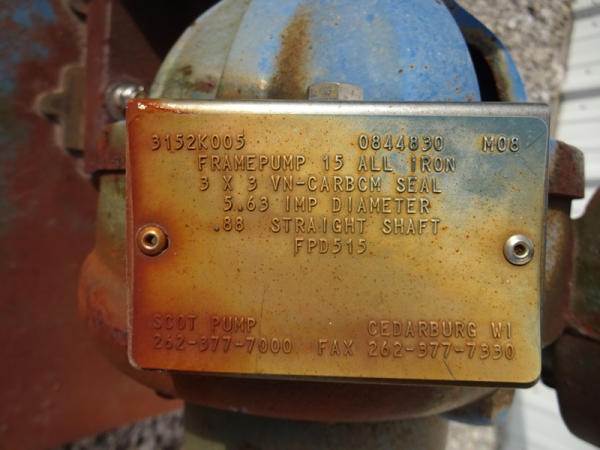 3152K005 0844830 M08
FRAMEPUMP 15 ALL IRON
3 X 3 VN-CARBCM SEAL
5.63 IMP DIAMETER
.88 STRAIGHT SHAFT
FPD515
SCOT PUMP CEDARBURG WI
262-377-7000 FAX 262-377-7330